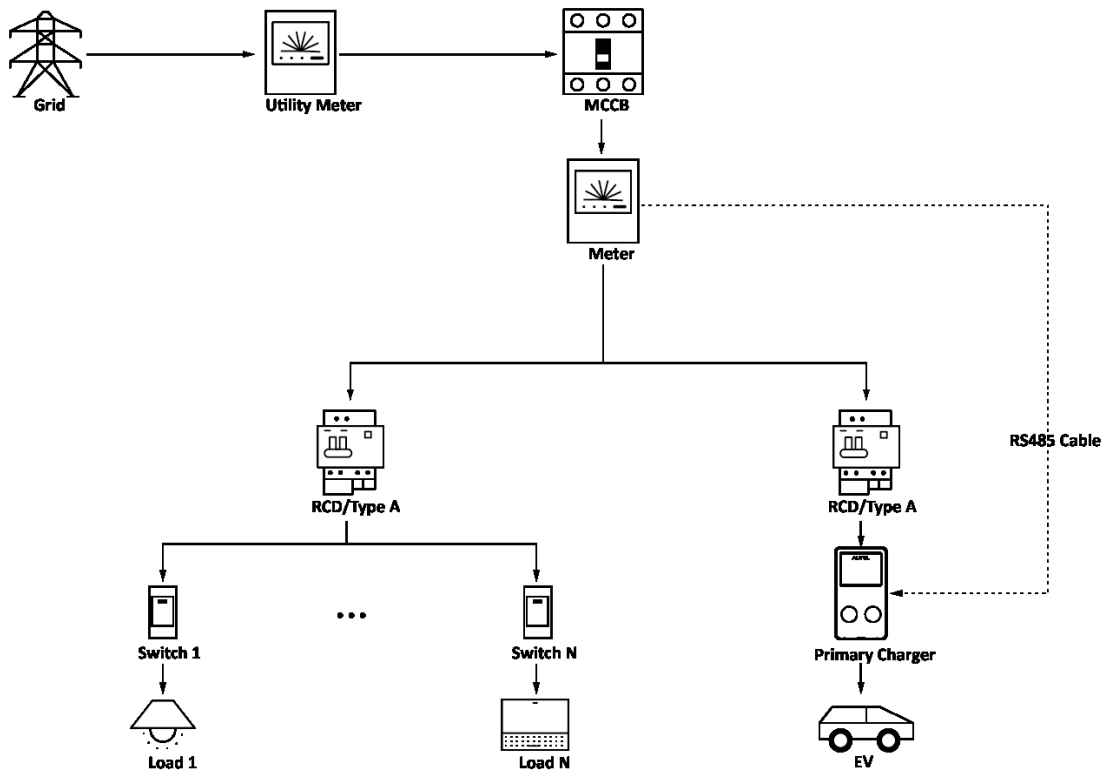 Grid
Utility Meter
MCCB
Meter
RS485 Cable
RCD/Type A
RCD/Type A
AUTEL
Switch 1
Switch N
Primary Charger
Load 1
Load N
EV